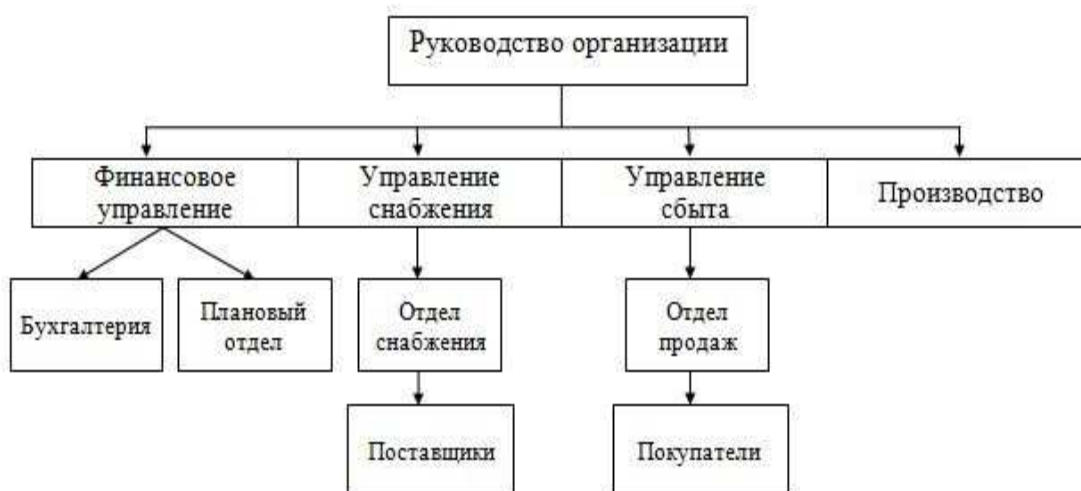 Руководство организации
Финансовое
управление
Управление
снабжения
Управление
сбыта
Производство
Бухгалтерия
Плановый
отдел
Отдел
снабжения
Отдел
продаж
Поставщики
Покупатели